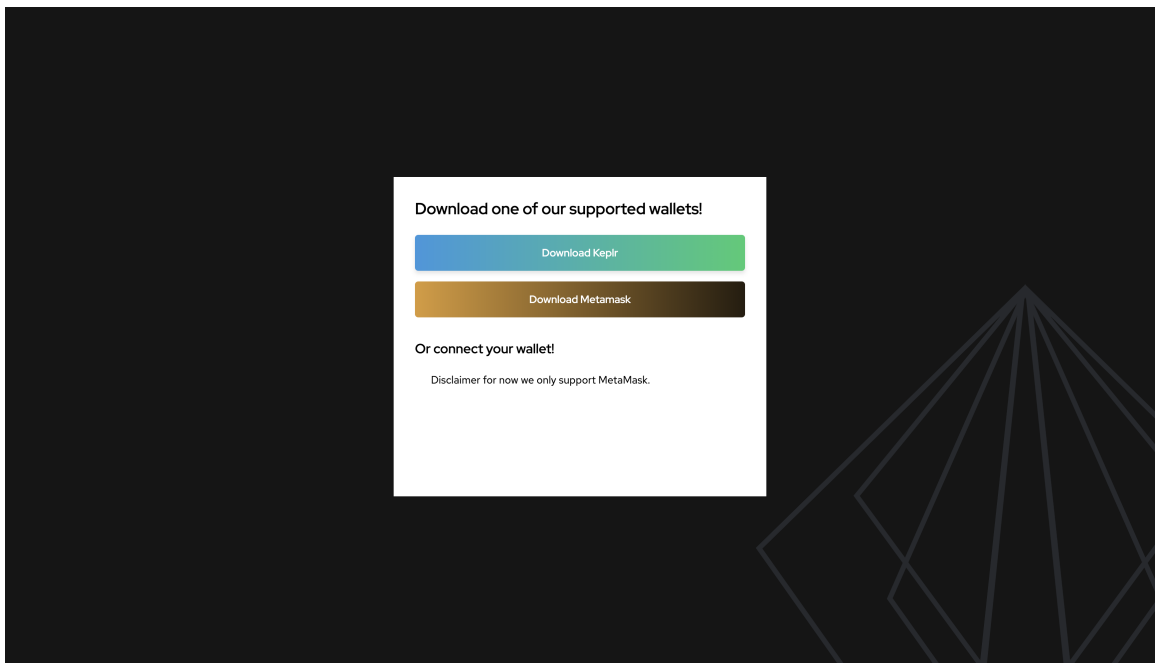 Download one of our supported wallets!
Download Keplr
Download Metamask
Or connect your wallet!
Disclaimer for now we only support MetaMask.